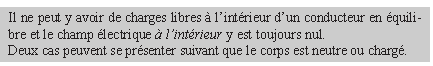 Il ne peut y avoir de charges libres à l'intérieur d'un conducteur en équili-
bre et le champ électrique à l'intérieur y est toujours nul.
Deux cas peuvent se présenter suivant que le corps est neutre ou chargé.